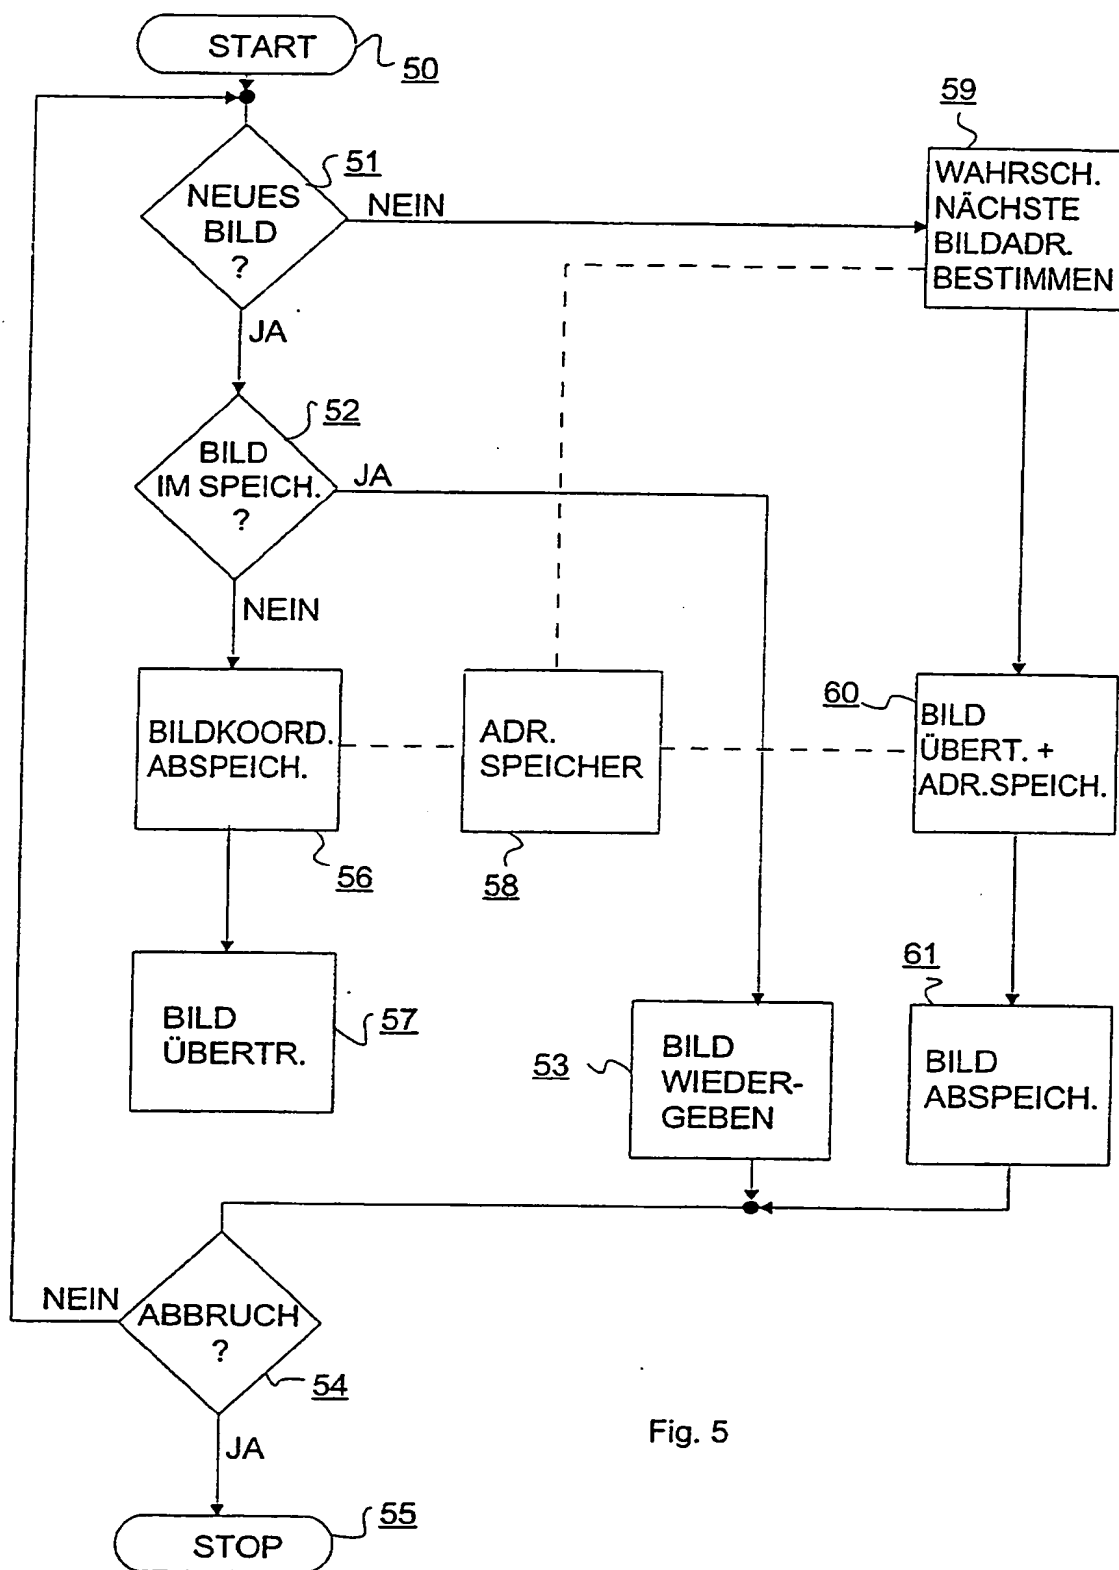 START
50
59
51
NEUES
BILD
?
NEIN
WAHRSCH.
NÄCHSTE
BILDADR.
BESTIMMEN
JA
52
BILD
IM SPEICH.
?
JA
NEIN
BILDKOORD.
ABSPEICH.
56
ADR.
SPEICHER
58
60
BILD
ÜBERT. +
ADR.SPEICH.
BILD
ÜBERTR.
57
53
BILD
WIEDER-
GEBEN
61
BILD
ABSPEICH.
NEIN
ABBRUCH
?
54
JA
Fig. 5
STOP
55